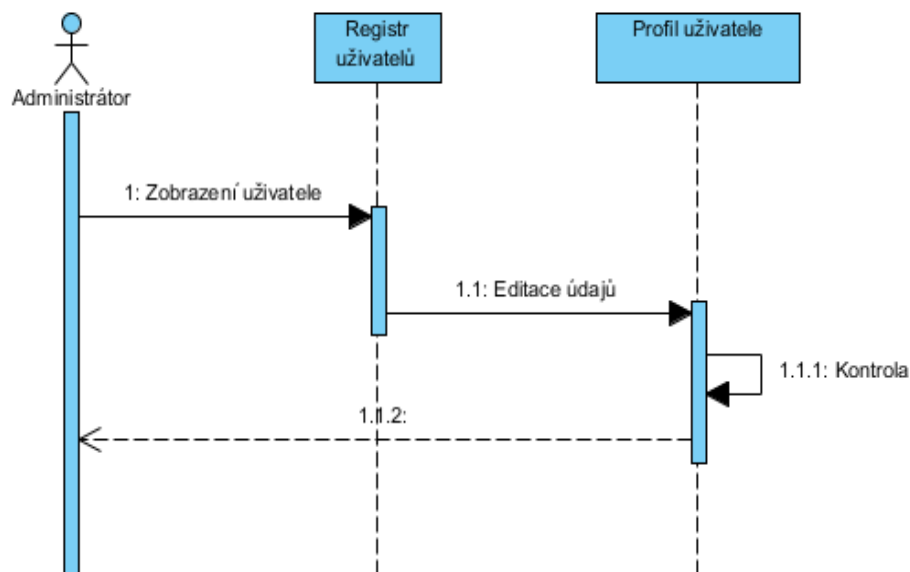 Registr
uživatelů
Profil uživatele
Administrátor
1: Zobrazení uživatele
1.1: Editace údajů
1.1.1: Kontrola
1.1.2: